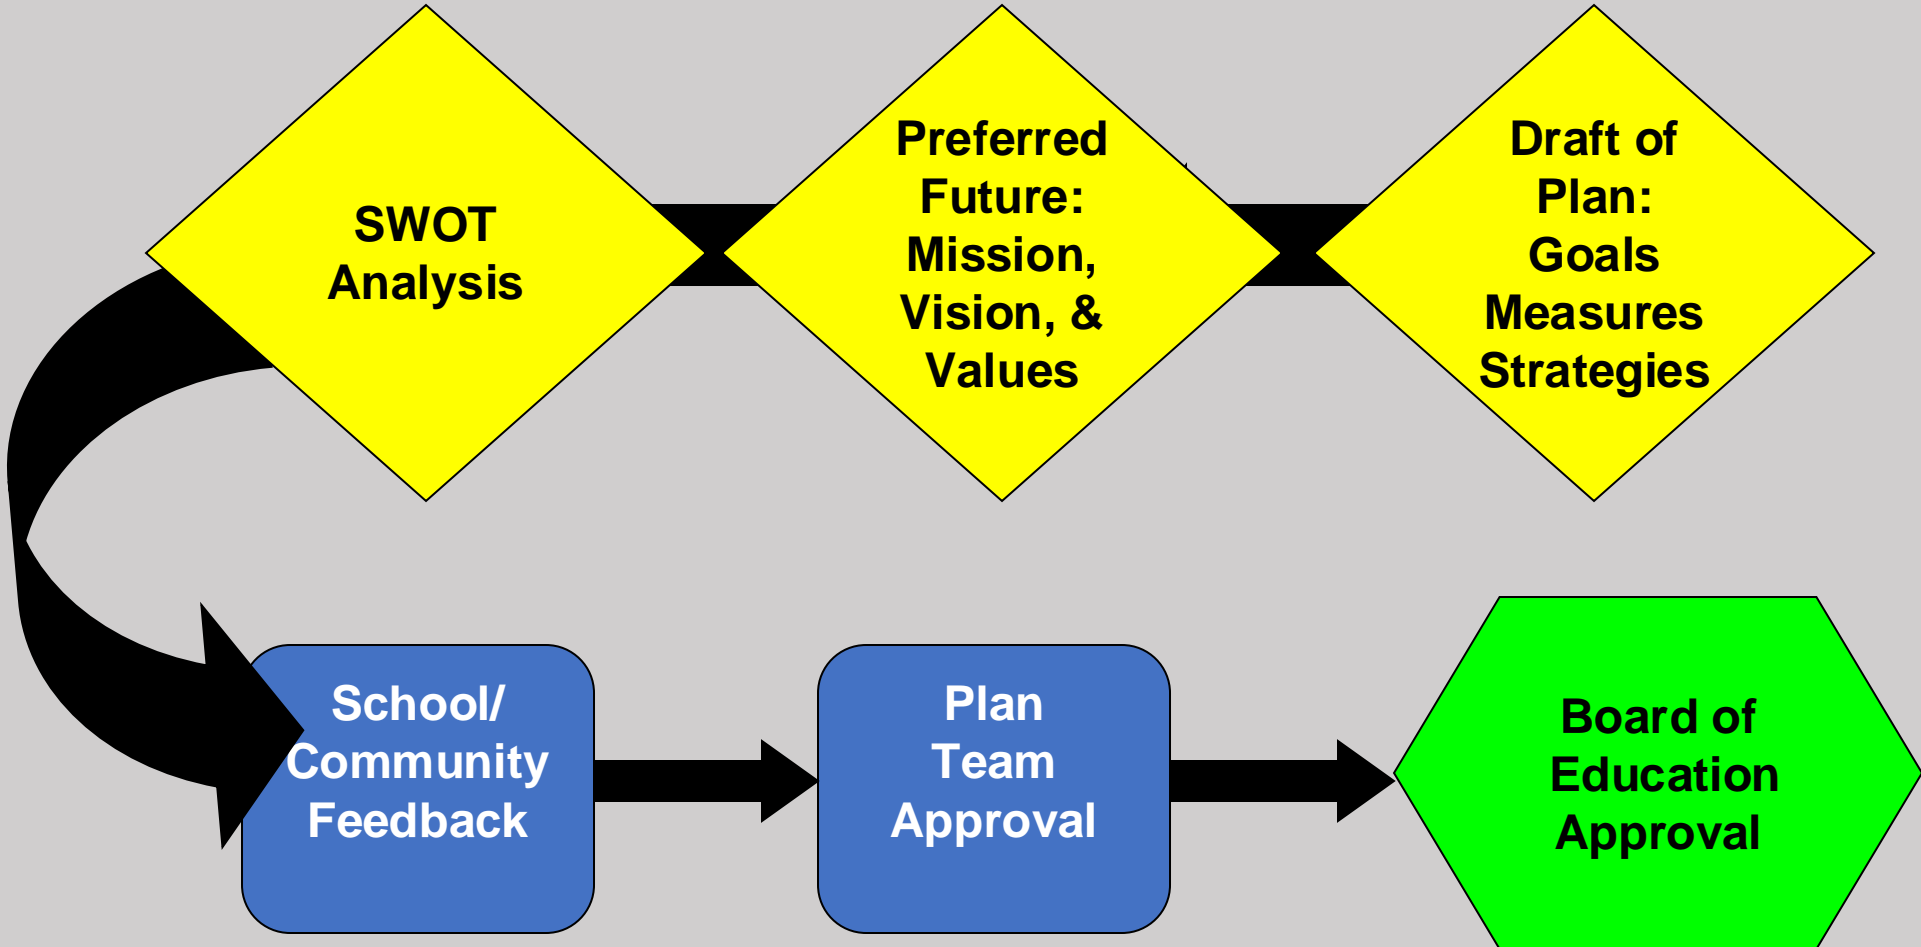 SWOT
Analysis
Preferred
Future:
Mission,
Vision, &
Values
Draft of
Plan:
Goals
Measures
Strategies
School/
Community
Feedback
Plan
Team
Approval
Board of
Education
Approval